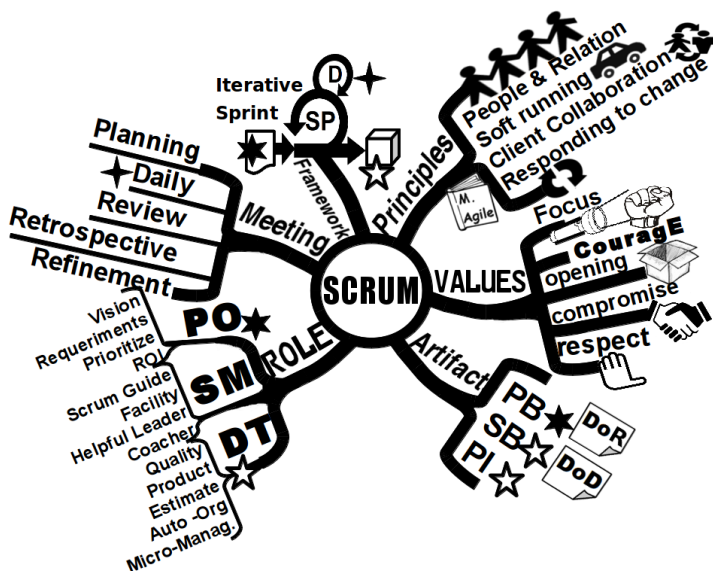 SCRUM
Framework
Iterative
Sprint
D
SP
Principles
People & Relation
Soft running
Client Collaboration
Responding to change
M.
Agile
VALUES
Focus
CouragE
opening
compromise
respect
Artifact
PB
SB
PI
DoR
DoD
ROLE
PO
Vision
Requeriments
Prioritize
ROI
SM
Scrum Guide
Facility
Helpful Leader
Coacher
DT
Quality
Product
Estimate
Auto -Org
Micro-Manag.
Meeting
Planning
Daily
Review
Retrospective
Refinement